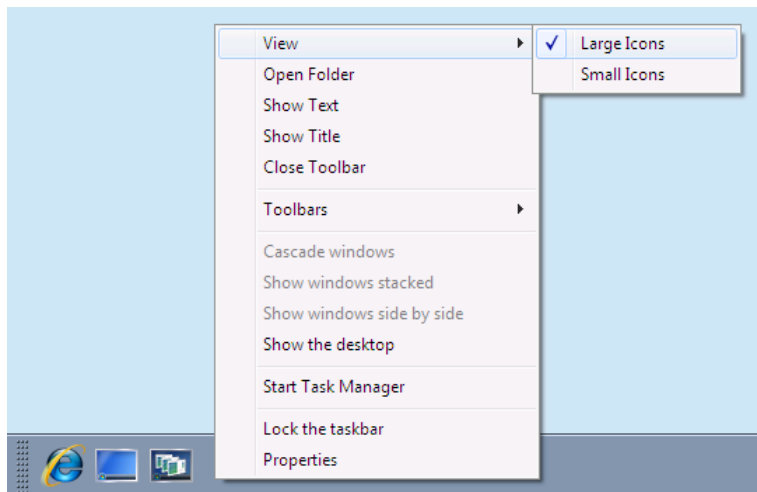 View
Large Icons
Small Icons
Open Folder
Show Text
Show Title
Close Toolbar
Toolbars
Cascade windows
Show windows stacked
Show windows side by side
Show the desktop
Start Task Manager
Lock the taskbar
Properties